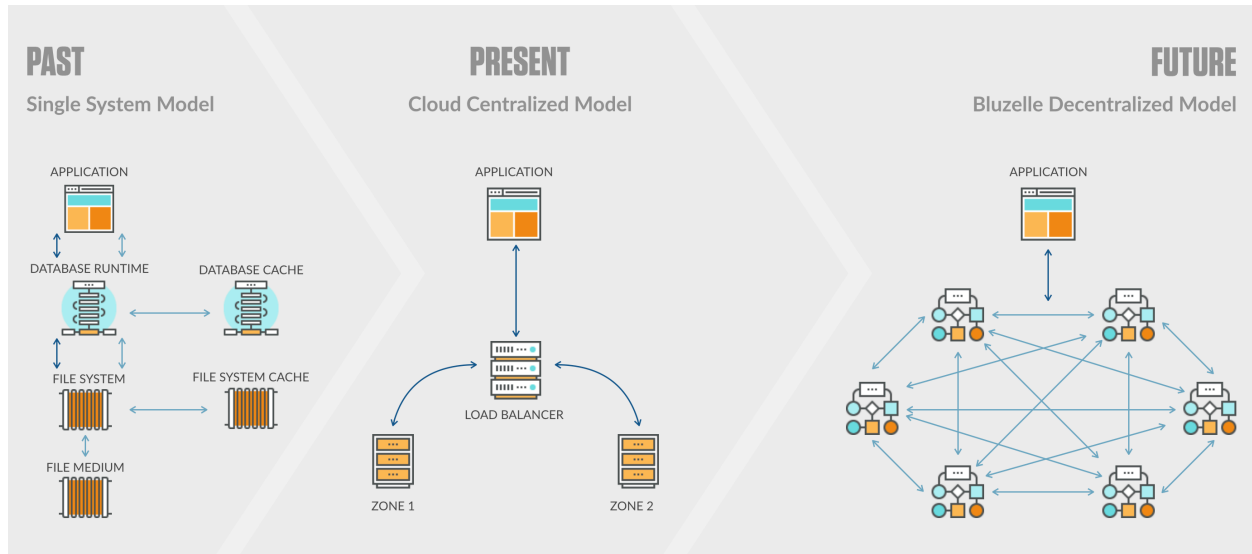 PAST
Single System Model
APPLICATION
DATABASE RUNTIME
DATABASE CACHE
FILE SYSTEM
FILE SYSTEM CACHE
FILE MEDIUM
PRESENT
Cloud Centralized Model
APPLICATION
LOAD BALANCER
ZONE 1
ZONE 2
FUTURE
Bluzelle Decentralized Model
APPLICATION